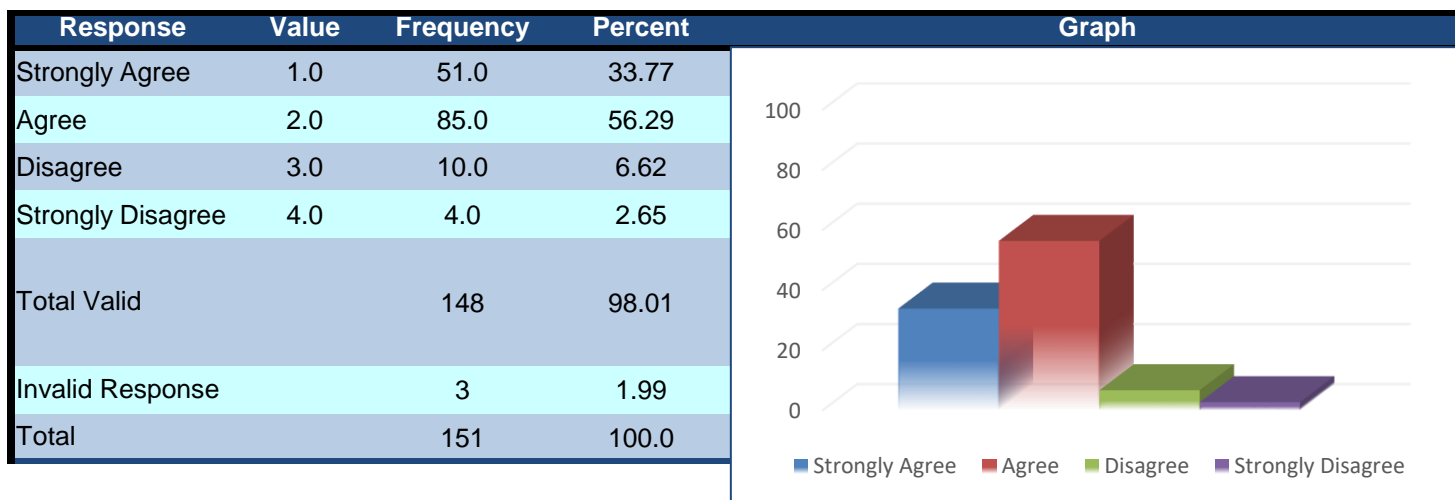 Response Value Frequency Percent Graph
Strongly Agree 1.0 51.0 33.77
Agree 2.0 85.0 56.29
Disagree 3.0 10.0 6.62
Strongly Disagree 4.0 4.0 2.65
Total Valid 148 98.01
Invalid Response 3 1.99
Total 151 100.0
100
80
60
40
20
0
Strongly Agree Agree Disagree Strongly Disagree